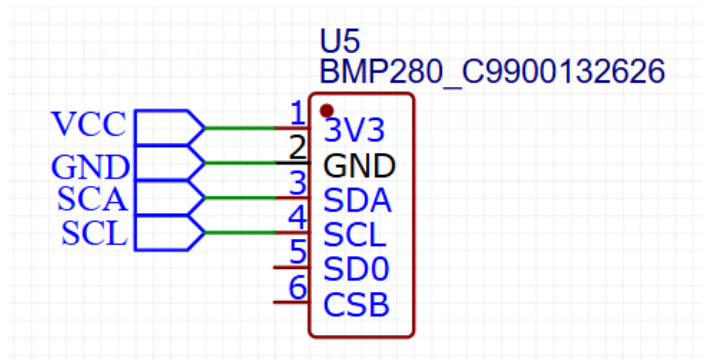 U5
BMP280_C9900132626
VCC 1 3V3
GND 2 GND
SCA 3 SDA
SCL 4 SCL
5 SD0
6 CSB